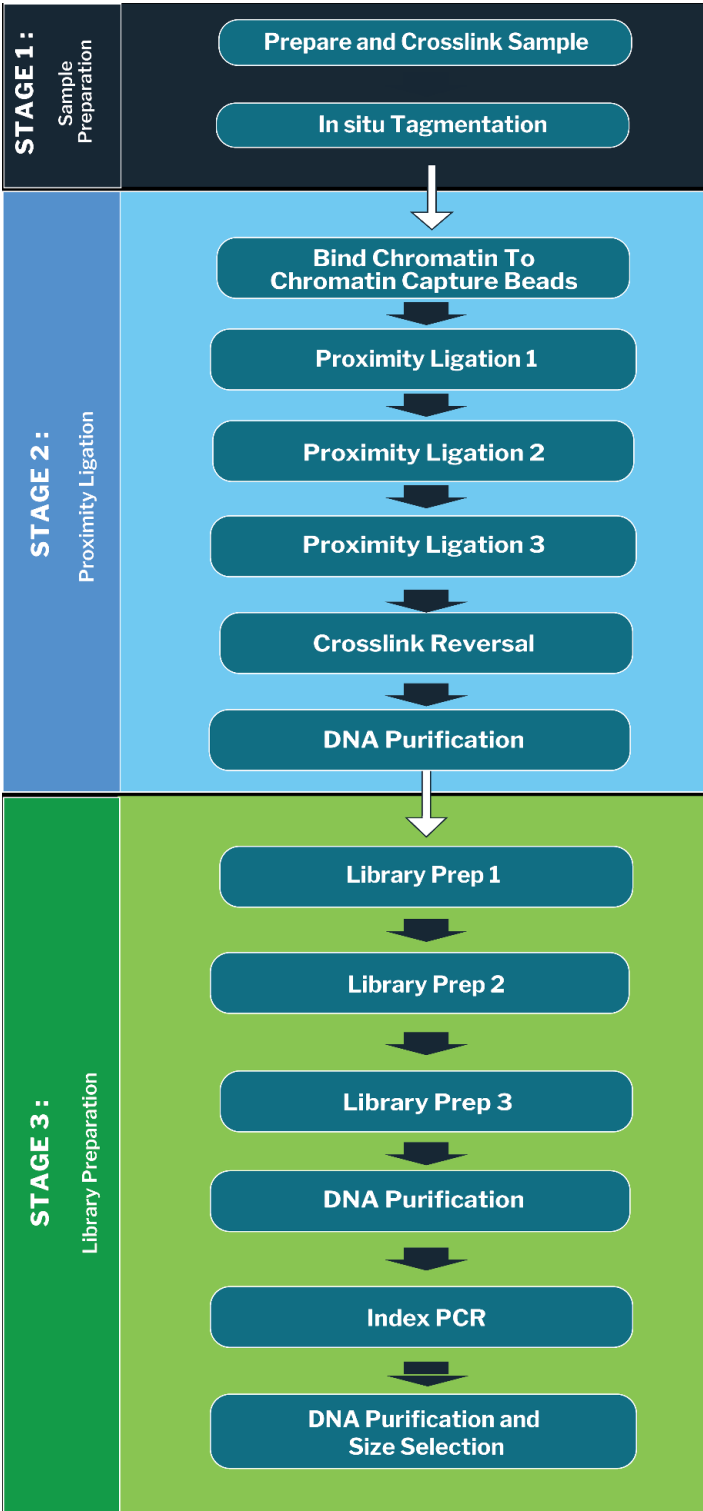 STAGE 1 :
Sample
Preparation
Prepare and Crosslink Sample
In situ Tagmentation
STAGE 2 :
Proximity Ligation
Bind Chromatin To
Chromatin Capture Beads
Proximity Ligation 1
Proximity Ligation 2
Proximity Ligation 3
Crosslink Reversal
DNA Purification
STAGE 3 :
Library Preparation
Library Prep 1
Library Prep 2
Library Prep 3
DNA Purification
Index PCR
DNA Purification and
Size Selection